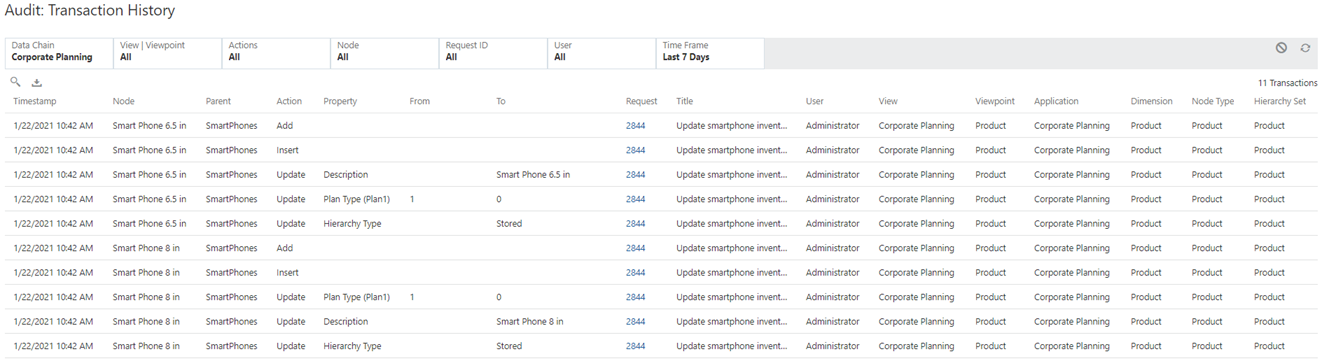 Audit: Transaction History
Data Chain View | Viewpoint Actions Node Request ID User Time Frame
Corporate Planning All All All All All Last 7 Days
11 Transactions
Timestamp Node Parent Action Property From To Request Title User View Viewpoint Application Dimension Node Type Hierarchy Set
1/22/2021 10:42 AM Smart Phone 6.5 in SmartPhones Add 2844 Update smartphone invent... Administrator Corporate Planning Product Corporate Planning Product Product Product
1/22/2021 10:42 AM Smart Phone 6.5 in SmartPhones Insert 2844 Update smartphone invent... Administrator Corporate Planning Product Corporate Planning Product Product Product
1/22/2021 10:42 AM Smart Phone 6.5 in SmartPhones Update Description Smart Phone 6.5 in 2844 Update smartphone invent... Administrator Corporate Planning Product Corporate Planning Product Product Product
1/22/2021 10:42 AM Smart Phone 6.5 in SmartPhones Update Plan Type (Plan1) 1 0 2844 Update smartphone invent... Administrator Corporate Planning Product Corporate Planning Product Product Product
1/22/2021 10:42 AM Smart Phone 6.5 in SmartPhones Update Hierarchy Type Stored 2844 Update smartphone invent... Administrator Corporate Planning Product Corporate Planning Product Product Product
1/22/2021 10:42 AM Smart Phone 8 in SmartPhones Add 2844 Update smartphone invent... Administrator Corporate Planning Product Corporate Planning Product Product Product
1/22/2021 10:42 AM Smart Phone 8 in SmartPhones Insert 2844 Update smartphone invent... Administrator Corporate Planning Product Corporate Planning Product Product Product
1/22/2021 10:42 AM Smart Phone 8 in SmartPhones Update Plan Type (Plan1) 1 0 2844 Update smartphone invent... Administrator Corporate Planning Product Corporate Planning Product Product Product
1/22/2021 10:42 AM Smart Phone 8 in SmartPhones Update Description Smart Phone 8 in 2844 Update smartphone invent... Administrator Corporate Planning Product Corporate Planning Product Product Product
1/22/2021 10:42 AM Smart Phone 8 in SmartPhones Update Hierarchy Type Stored 2844 Update smartphone invent... Administrator Corporate Planning Product Corporate Planning Product Product Product